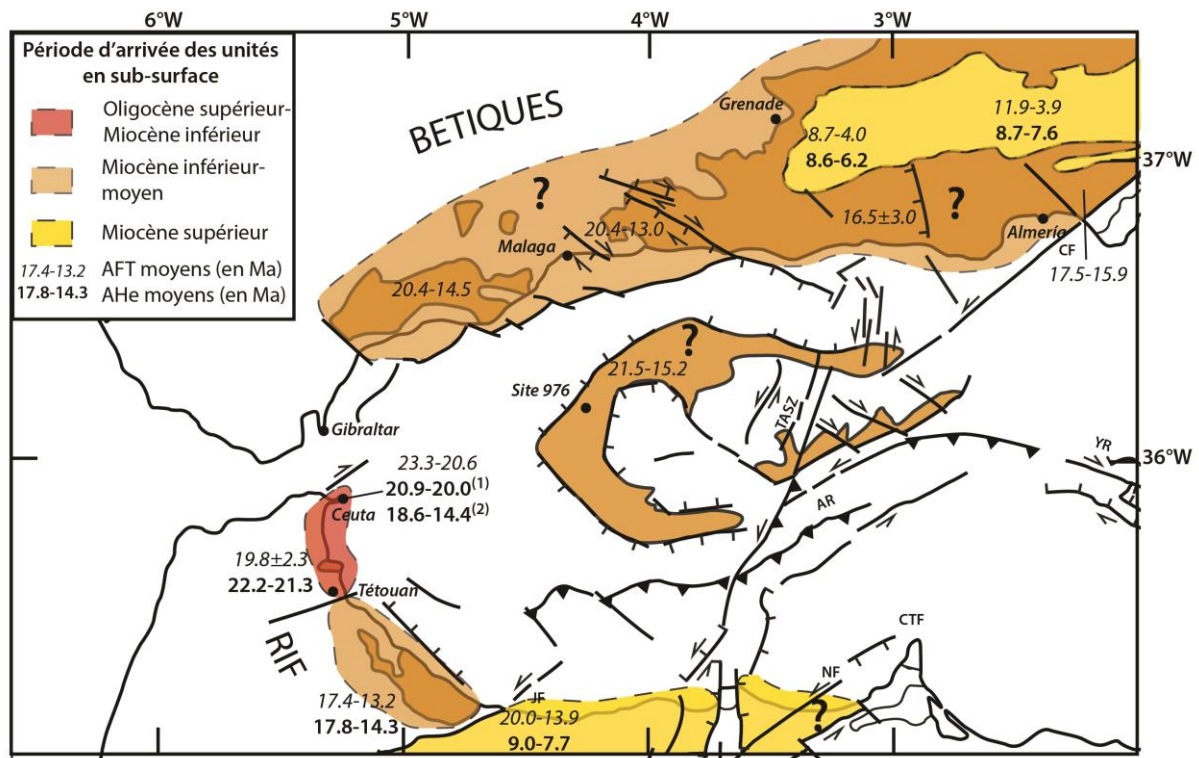 6°W
5°W
4°W
3°W
Période d'arrivée des unités
en sub-surface
Oligocène supérieur-
Miocène inférieur
Miocène inférieur-
moyen
Miocène supérieur
17.4-13.2 AFT moyens (en Ma)
17.8-14.3 AHe moyens (en Ma)
BETIQUES
Grenade
11.9-3.9
8.7-7.6
8.7-4.0
8.6-6.2
37°W
?
?
16.5±3.0
20.4-13.0
Malaga
Almería
CF
17.5-15.9
20.4-14.5
?
21.5-15.2
Site 976
TASZ
Gibraltar
YR
36°W
23.3-20.6
20.9-20.0(1)
18.6-14.4(2)
Ceuta
AR
19.8±2.3
22.2-21.3
Tétouan
RIF
CTF
NF
17.4-13.2
17.8-14.3
JF
20.0-13.9
9.0-7.7
?